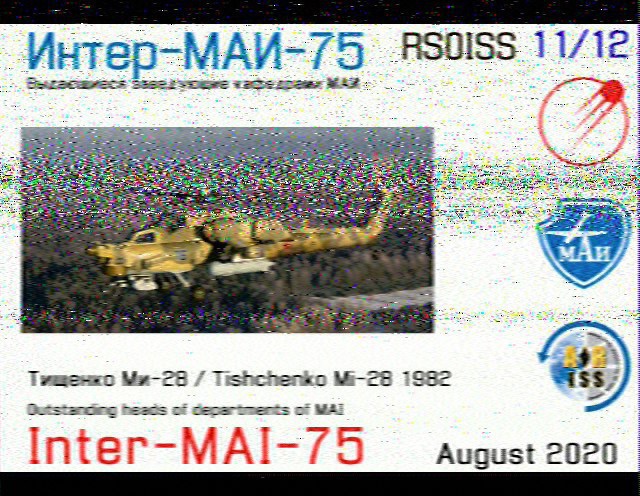 Интер-МАИ-75
RS0ISS 11/12
Выдающиеся заведующие кафедрами МАИ
МАИ
ARISS
Тищенко Ми-28 / Tishchenko Mi-28 1982
Outstanding heads of departments of MAI
Inter-MAI-75
August 2020